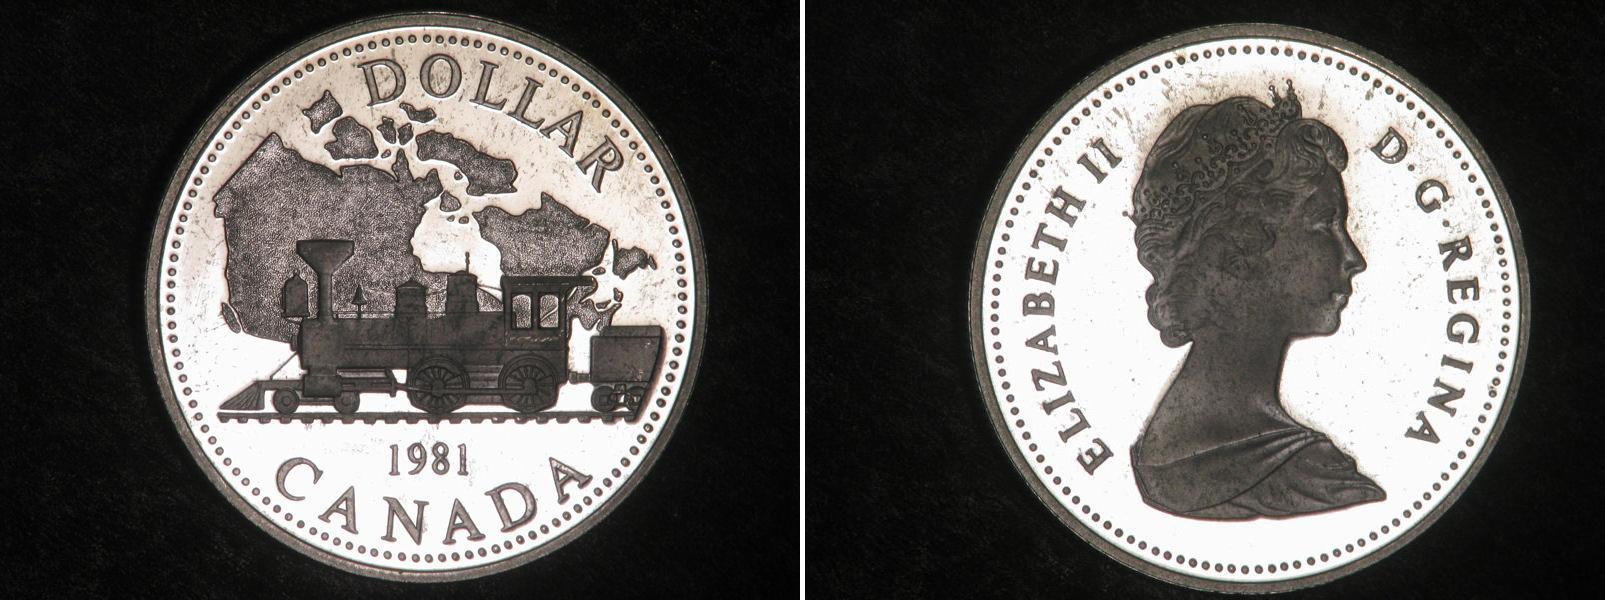 DOLLAR
1981
CANADA
ELIZABETH II D.G.REGINA